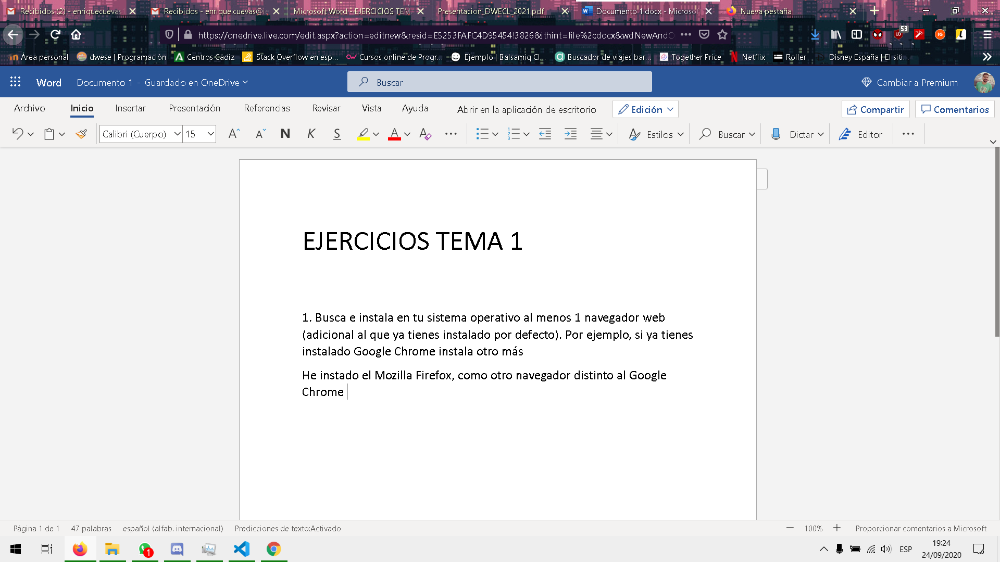 Recibidos (2) - enriquecuevas
Recibidos - enrique.cuevas@ie
Microsoft Word - EJERCICIOS TEM
Presentacion_DWECL_2021.pdf
Documento 1.docx - Microso
Nueva pestaña
https://onedrive.live.com/edit.aspx?action=editnew&resid=E5253FAFC4D95454!3826&ithint=file%2cdocx&wdNewAndO
53
Área personal
dwese | Programación
Centros Cádiz
Stack Overflow en esp...
Cursos online de Progr...
Ejemplo | Balsamiq Cl...
Buscador de viajes bar...
Together Price
Netflix
Roller
Disney España | El siti...
Word
Documento 1 - Guardado en OneDrive
Buscar
Cambiar a Premium
Archivo
Inicio
Insertar
Presentación
Referencias
Revisar
Vista
Ayuda
Abrir en la aplicación de escritorio
Edición
Compartir
Comentarios
Calibri (Cuerpo)
15
N
K
S
Estilos
Buscar
Dictar
Editor
EJERCICIOS TEMA 1
1. Busca e instala en tu sistema operativo al menos 1 navegador web
(adicional al que ya tienes instalado por defecto). Por ejemplo, si ya tienes
instalado Google Chrome instala otro más
He instado el Mozilla Firefox, como otro navegador distinto al Google
Chrome
Página 1 de 1
47 palabras
español (alfab. internacional)
Predicciones de texto:Activado
100%
Proporcionar comentarios a Microsoft
1
ESP
19:24
24/09/2020